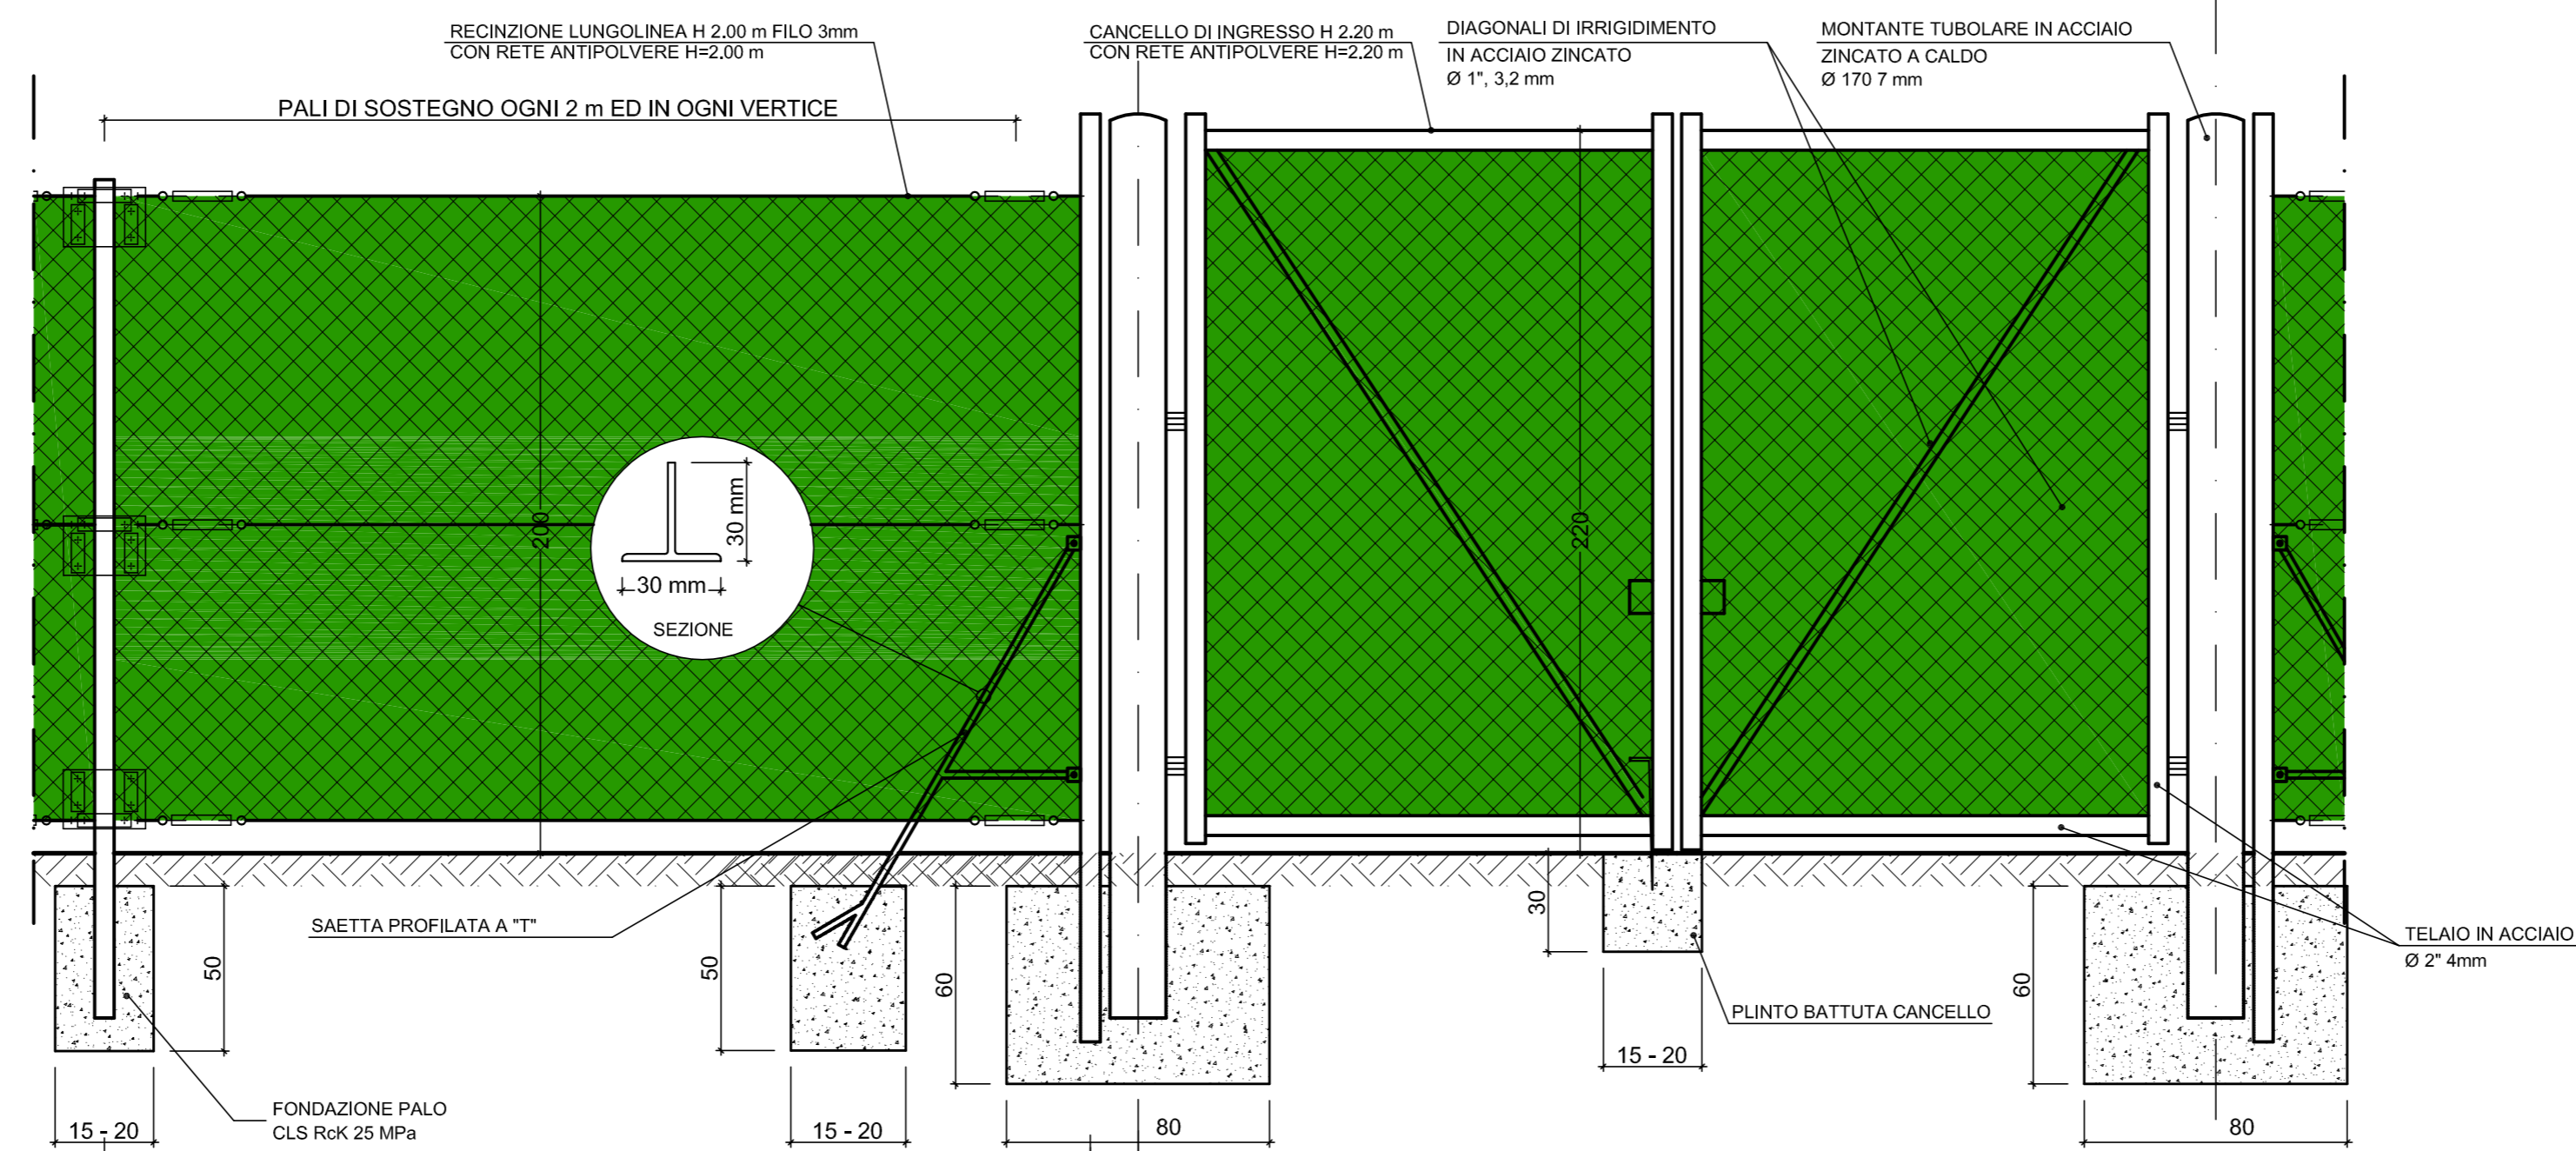 RECINZIONE LUNGOLINEA H 2.00 m FILO 3mm
CON RETE ANTIPOLVERE H=2.00 m
CANCELLO DI INGRESSO H 2.20 m
CON RETE ANTIPOLVERE H=2.20 m
DIAGONALI DI IRRIGIDIMENTO
IN ACCIAIO ZINCATO
Ø 1", 3,2 mm
MONTANTE TUBOLARE IN ACCIAIO
ZINCATO A CALDO
Ø 170 7 mm
PALI DI SOSTEGNO OGNI 2 m ED IN OGNI VERTICE
200
30 mm
30 mm
SEZIONE
220
SAETTA PROFILATA A "T"
50
50
60
30
60
TELAIO IN ACCIAIO
Ø 2" 4mm
PLINTO BATTUTA CANCELLO
15 - 20
FONDAZIONE PALO
CLS RcK 25 MPa
15 - 20
15 - 20
80
80